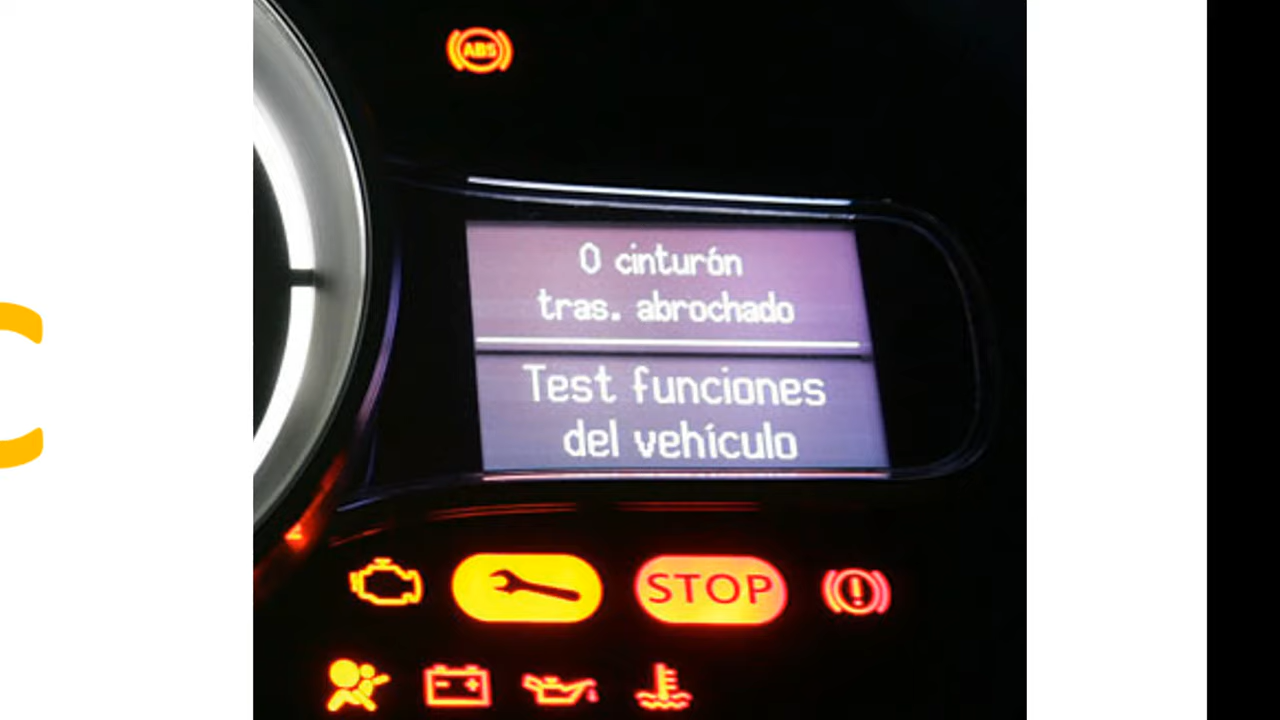 ABS
0 cinturón
tras. abrochado
Test funciones
del vehículo
STOP